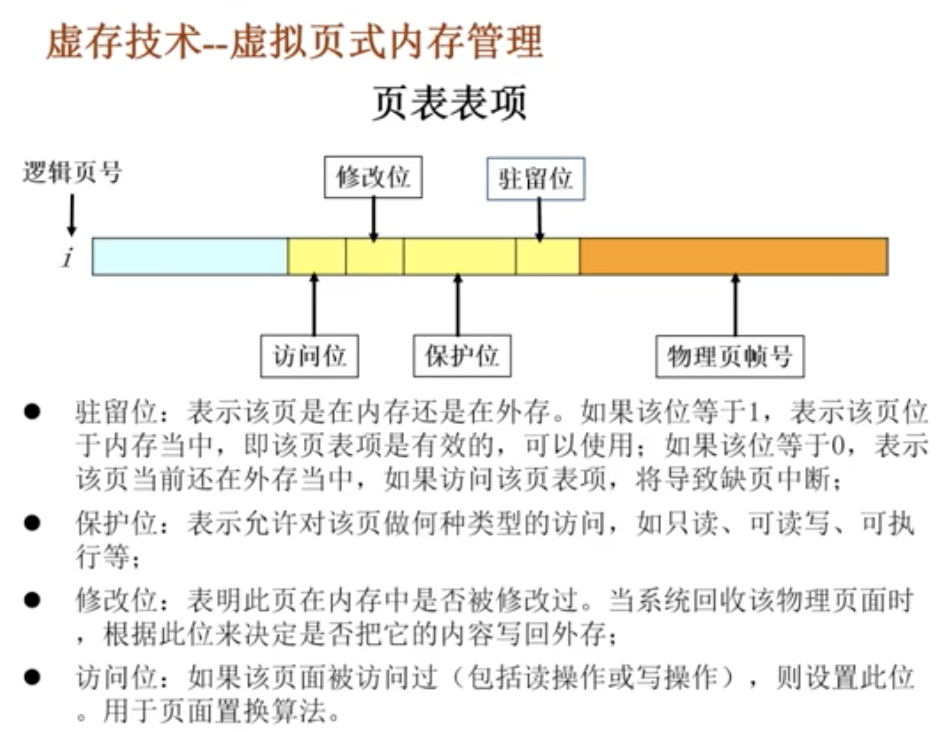 虚存技术--虚拟页式内存管理
页表表项
逻辑页号
修改位
驻留位
i
访问位
保护位
物理页帧号
● 驻留位：表示该页是在内存还是在外存。如果该位等于1，表示该页位
于内存当中，即该页表项是有效的，可以使用；如果该位等于0，表示
该页当前还在外存当中，如果访问该页表项，将导致缺页中断；
● 保护位：表示允许对该页做何种类型的访问，如只读、可读写、可执
行等；
● 修改位：表明此页在内存中是否被修改过。当系统回收该物理页面时
，根据此位来决定是否把它的内容写回外存；
● 访问位：如果该页面被访问过（包括读操作或写操作），则设置此位
。用于页面置换算法。